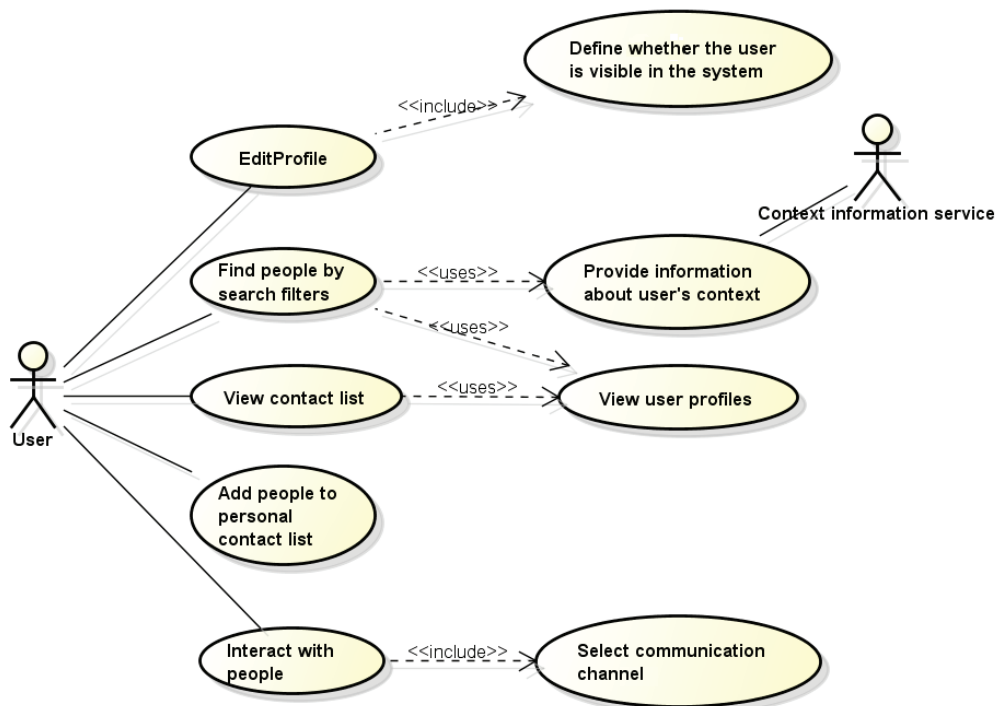 Define whether the user
is visible in the system
<<include>>
EditProfile
Context information service
Find people by
search filters
<<uses>>
Provide information
about user's context
<<uses>>
View contact list
<<uses>>
View user profiles
User
Add people to
personal
contact list
Interact with
people
<<include>>
Select communication
channel